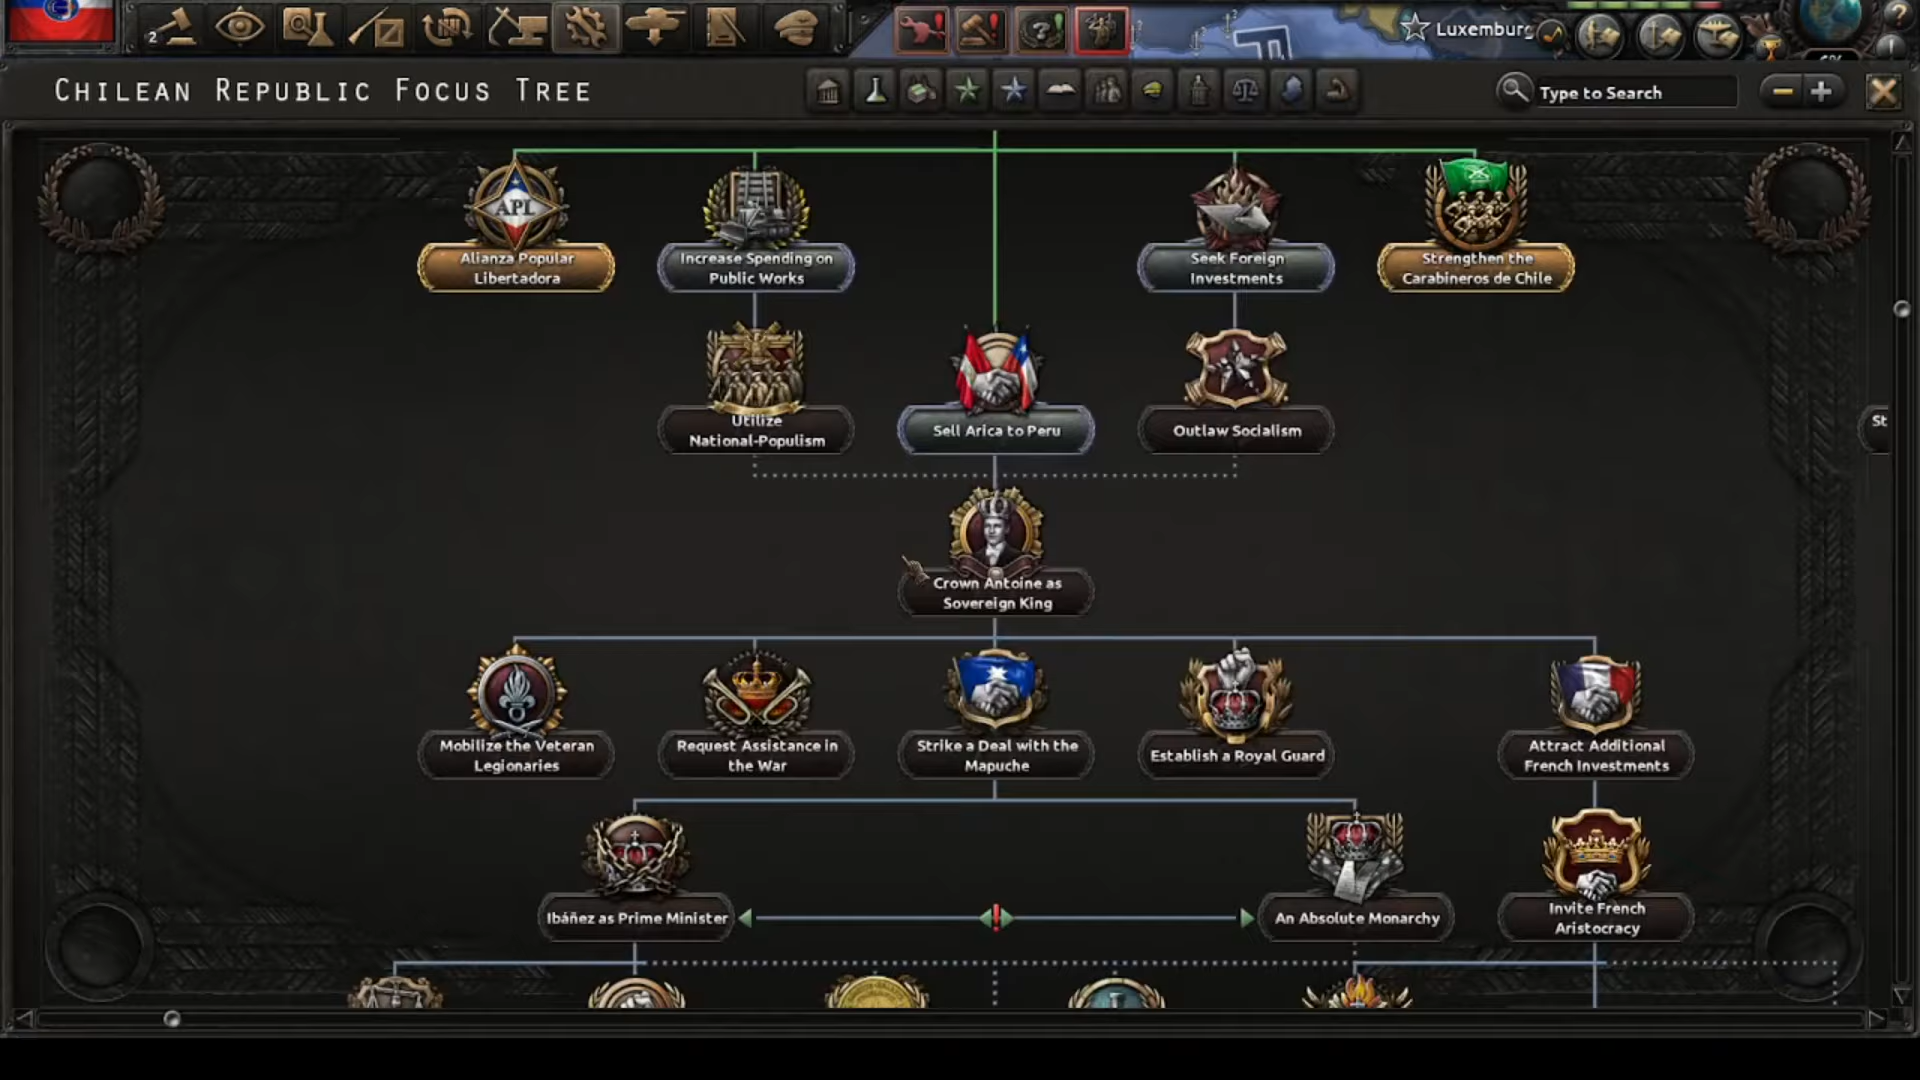 2
Luxemburg
CHILEAN REPUBLIC FOCUS TREE
Type to Search
APL
Alianza Popular
Libertadora
Increase Spending on
Public Works
Seek Foreign
Investments
Strengthen the
Carabineros de Chile
Utilize
National-Populism
Sell Arica to Peru
Outlaw Socialism
St
Crown Antoine as
Sovereign King
Mobilize the Veteran
Legionaries
Request Assistance in
the War
Strike a Deal with the
Mapuche
Establish a Royal Guard
Attract Additional
French Investments
Ibáñez as Prime Minister
An Absolute Monarchy
Invite French
Aristocracy